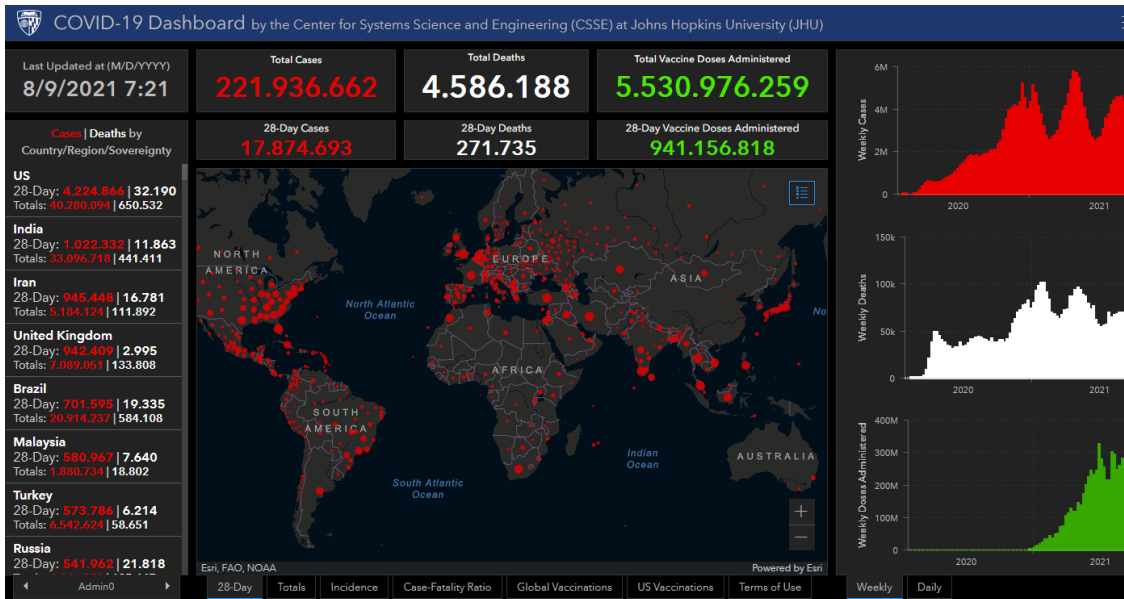 COVID-19 Dashboard by the Center for Systems Science and Engineering (CSSE) at Johns Hopkins University (JHU)
Last Updated at (M/D/YYYY)
8/9/2021 7:21
Cases | Deaths by
Country/Region/Sovereignty
US
28-Day: 4.224.866 | 32.190
Totals: 40.280.094 | 650.532
India
28-Day: 1.022.332 | 11.863
Totals: 33.096.718 | 441.411
Iran
28-Day: 945.448 | 16.781
Totals: 5.184.124 | 111.892
United Kingdom
28-Day: 942.409 | 2.995
Totals: 7.089.051 | 133.808
Brazil
28-Day: 701.595 | 19.335
Totals: 20.914.237 | 584.108
Malaysia
28-Day: 580.967 | 7.640
Totals: 1.880.734 | 18.802
Turkey
28-Day: 573.786 | 6.214
Totals: 6.542.624 | 58.651
Russia
28-Day: 541.962 | 21.818
Admin0
Total Cases
221.936.662
Total Deaths
4.586.188
Total Vaccine Doses Administered
5.530.976.259
28-Day Cases
17.874.693
28-Day Deaths
271.735
28-Day Vaccine Doses Administered
941.156.818
NORTH
AMERICA
EUROPE
ASIA
North Atlantic
Ocean
No
AFRICA
SOUTH
AMERICA
Indian
Ocean
AUSTRALIA
South Atlantic
Ocean
Esri, FAO, NOAA
Powered by Esri
28-Day
Totals
Incidence
Case-Fatality Ratio
Global Vaccinations
US Vaccinations
Terms of Use
Weekly Cases
6M
4M
2M
0
2020
2021
Weekly Deaths
150k
100k
50k
0
2020
2021
Weekly Doses Administered
400M
300M
200M
100M
0
2020
2021
Weekly
Daily